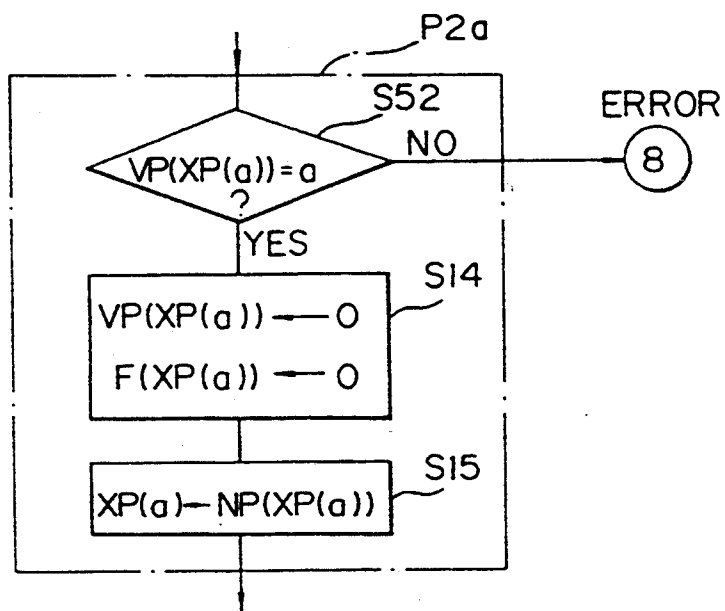 P2a
S52
ERROR
NO
8
VP(XP(a))=a
?
YES
S14
VP(XP(a)) ← 0
F(XP(a)) ← 0
S15
XP(a)←NP(XP(a))